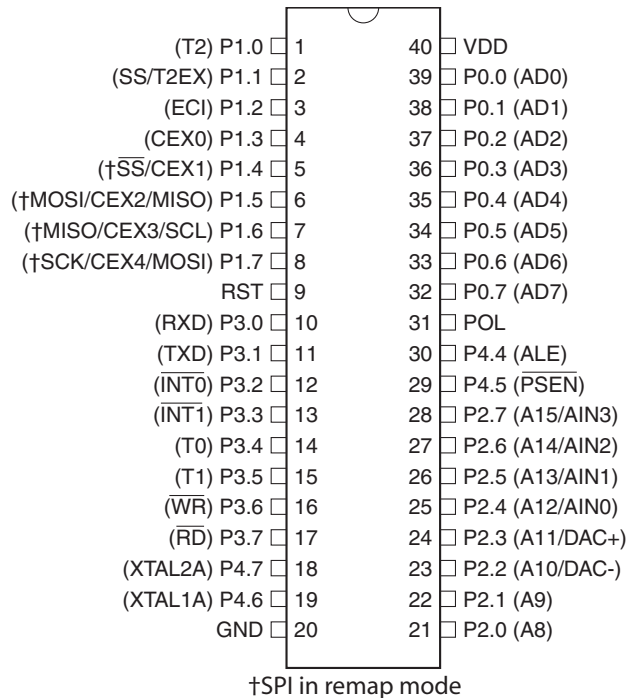 (T2) P1.0 1 40 VDD
(SS/T2EX) P1.1 2 39 P0.0 (AD0)
(ECI) P1.2 3 38 P0.1 (AD1)
(CEX0) P1.3 4 37 P0.2 (AD2)
(†S̅S̅/CEX1) P1.4 5 36 P0.3 (AD3)
(†MOSI/CEX2/MISO) P1.5 6 35 P0.4 (AD4)
(†MISO/CEX3/SCL) P1.6 7 34 P0.5 (AD5)
(†SCK/CEX4/MOSI) P1.7 8 33 P0.6 (AD6)
RST 9 32 P0.7 (AD7)
(RXD) P3.0 10 31 POL
(TXD) P3.1 11 30 P4.4 (ALE)
(I̅N̅T̅0̅) P3.2 12 29 P4.5 (P̅S̅E̅N̅)
(I̅N̅T̅1̅) P3.3 13 28 P2.7 (A15/AIN3)
(T0) P3.4 14 27 P2.6 (A14/AIN2)
(T1) P3.5 15 26 P2.5 (A13/AIN1)
(W̅R̅) P3.6 16 25 P2.4 (A12/AIN0)
(R̅D̅) P3.7 17 24 P2.3 (A11/DAC+)
(XTAL2A) P4.7 18 23 P2.2 (A10/DAC-)
(XTAL1A) P4.6 19 22 P2.1 (A9)
GND 20 21 P2.0 (A8)
†SPI in remap mode